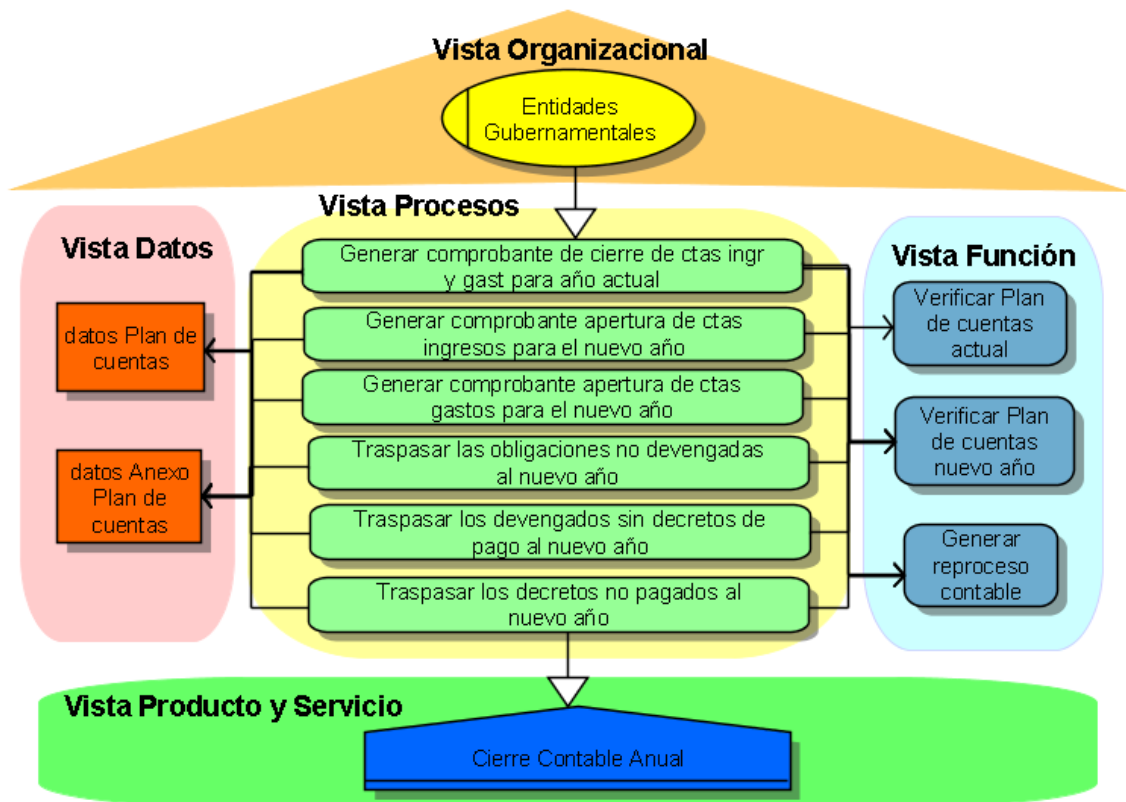 Vista Organizacional
Entidades
Gubernamentales
Vista Procesos
Vista Datos
Vista Función
Generar comprobante de cierre de ctas ingr
y gast para año actual
Generar comprobante apertura de ctas
ingresos para el nuevo año
Generar comprobante apertura de ctas
gastos para el nuevo año
Traspasar las obligaciones no devengadas
al nuevo año
Traspasar los devengados sin decretos de
pago al nuevo año
Traspasar los decretos no pagados al
nuevo año
datos Plan de
cuentas
datos Anexo
Plan de
cuentas
Verificar Plan
de cuentas
actual
Verificar Plan
de cuentas
nuevo año
Generar
reproceso
contable
Vista Producto y Servicio
Cierre Contable Anual